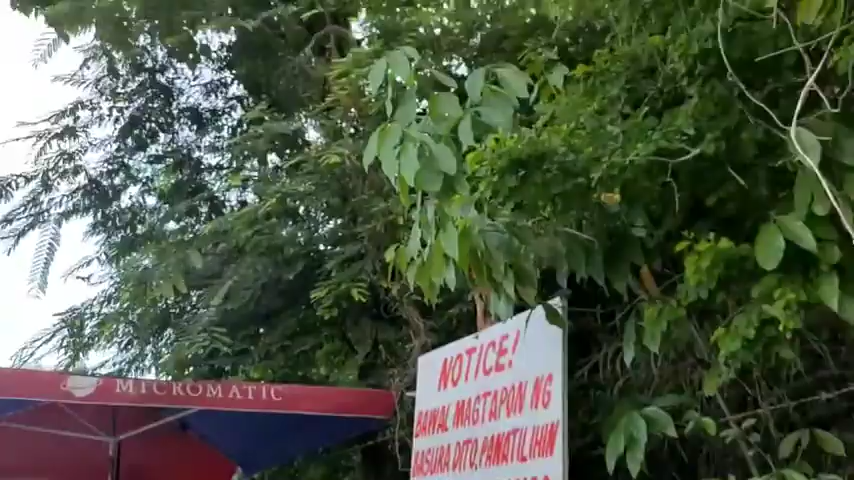 MICROMATIC
NOTICE!
BAWAL MAGTAPON NG
BASURA DITO, PANATILIHIN